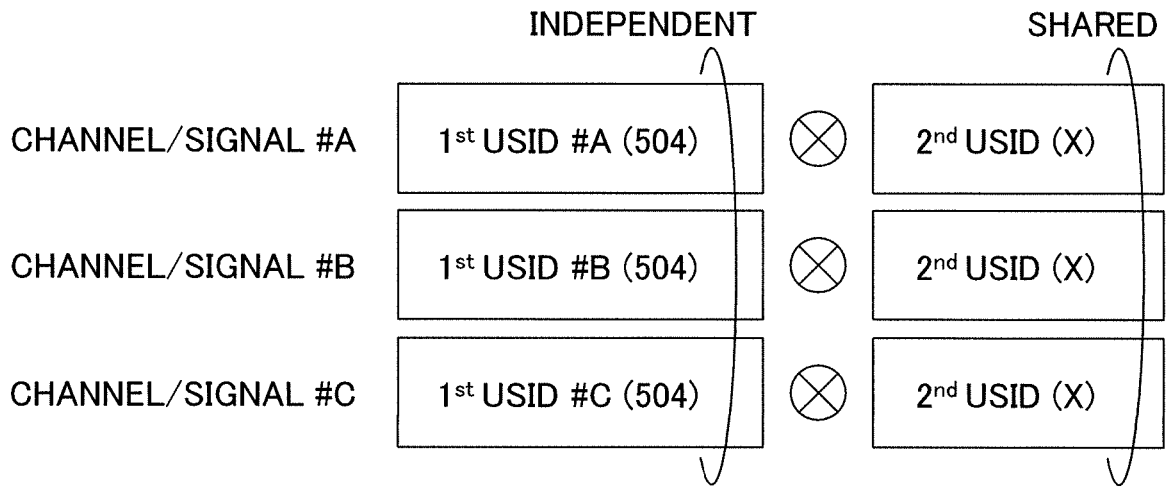 INDEPENDENT SHARED
CHANNEL/SIGNAL #A 1st USID #A (504) 2nd USID (X)
CHANNEL/SIGNAL #B 1st USID #B (504) 2nd USID (X)
CHANNEL/SIGNAL #C 1st USID #C (504) 2nd USID (X)